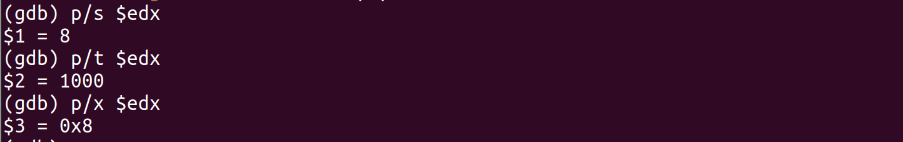 (gdb) p/s $edx
$1 = 8
(gdb) p/t $edx
$2 = 1000
(gdb) p/x $edx
$3 = 0x8